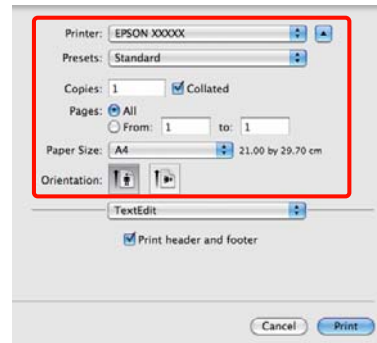 Printer: EPSON XXXXX
Presets: Standard
Copies: 1 Collated
Pages: All
From: 1 to: 1
Paper Size: A4 21.00 by 29.70 cm
Orientation:
TextEdit
Print header and footer
Cancel Print